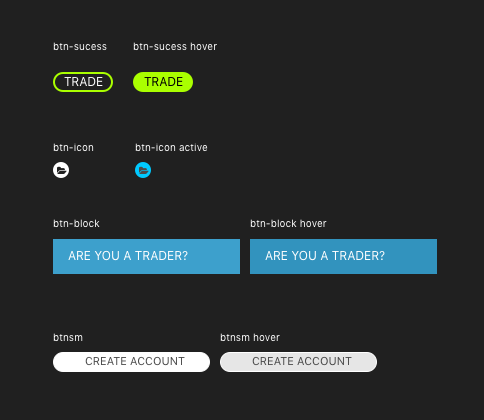 btn-sucess
btn-sucess hover
TRADE
TRADE
btn-icon
btn-icon active
btn-block
btn-block hover
ARE YOU A TRADER?
ARE YOU A TRADER?
btnsm
btnsm hover
CREATE ACCOUNT
CREATE ACCOUNT